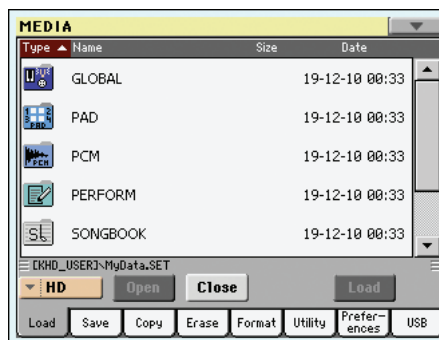 MEDIA
Type Name Size Date
GLOBAL 19-12-10 00:33
PAD 19-12-10 00:33
PCM 19-12-10 00:33
PERFORM 19-12-10 00:33
SONGBOOK 19-12-10 00:33
[KHD_USER]\MyData.SET
HD Open Close Load
Load Save Copy Erase Format Utility Prefer-ences USB